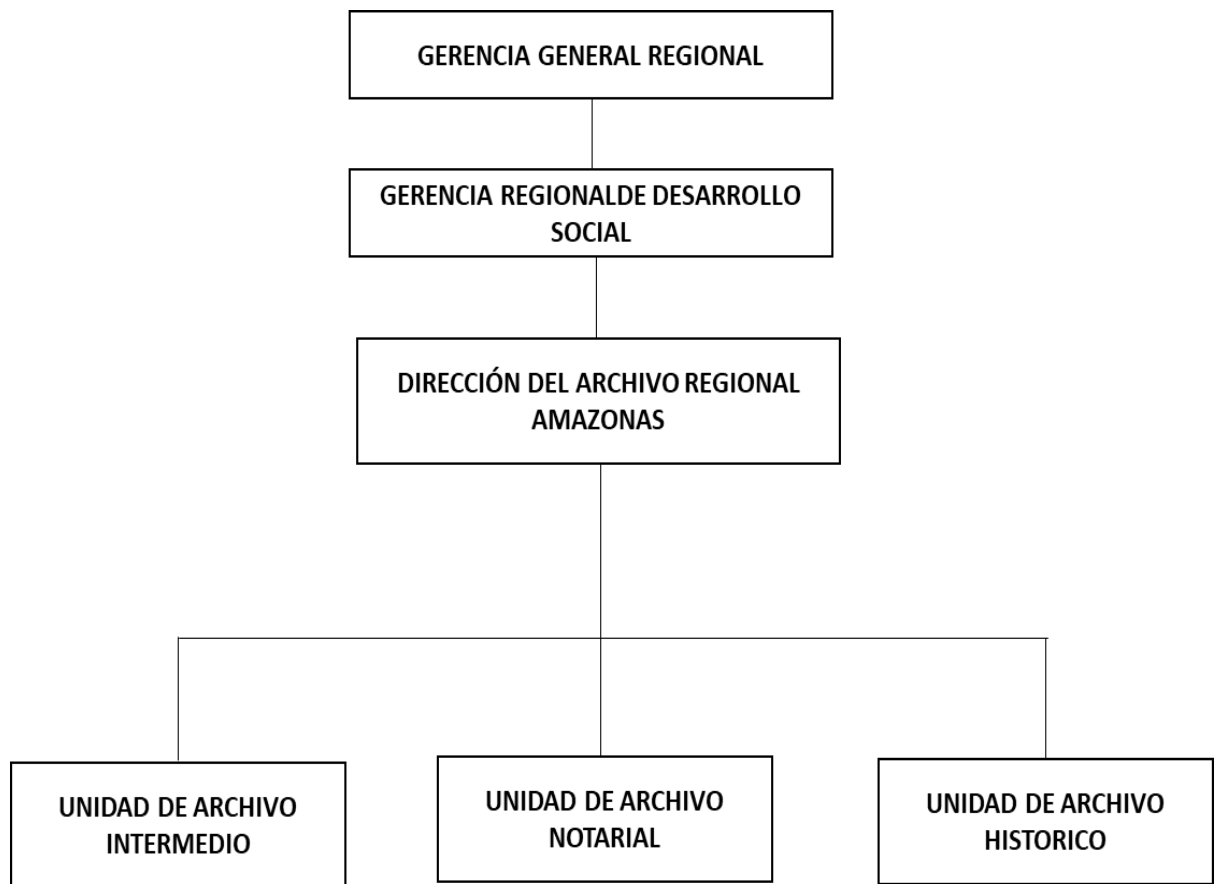 GERENCIA GENERAL REGIONAL
GERENCIA REGIONALDE DESARROLLO
SOCIAL
DIRECCIÓN DEL ARCHIVO REGIONAL
AMAZONAS
UNIDAD DE ARCHIVO
INTERMEDIO
UNIDAD DE ARCHIVO
NOTARIAL
UNIDAD DE ARCHIVO
HISTORICO